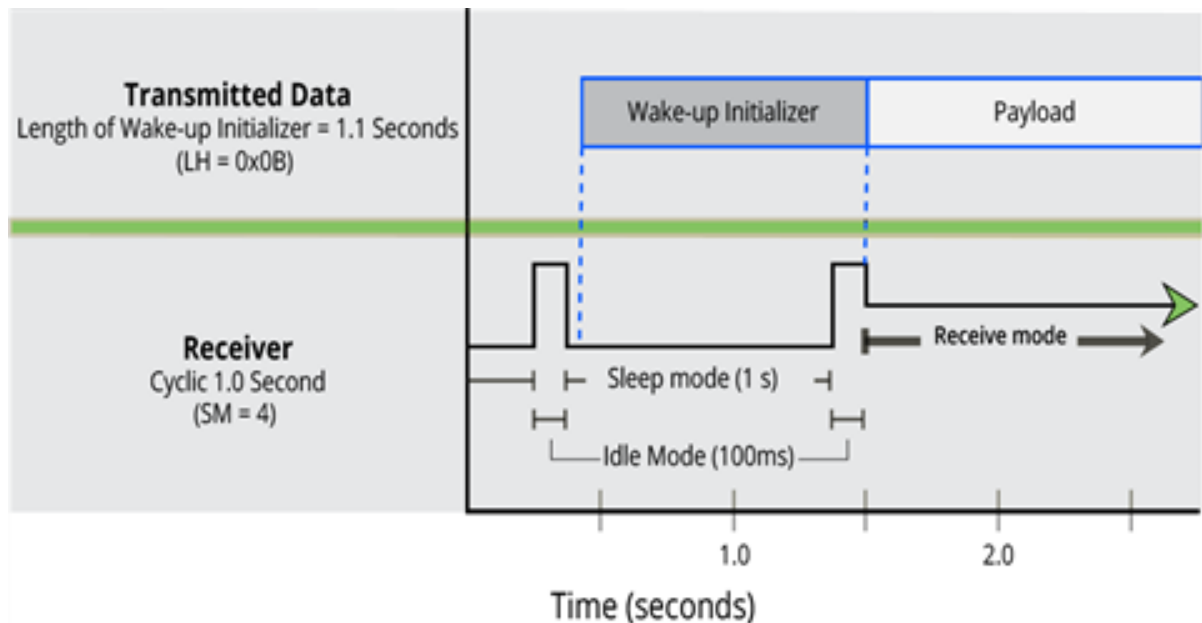 Transmitted Data
Length of Wake-up Initializer = 1.1 Seconds
(LH = 0x0B)
Wake-up Initializer
Payload
Receiver
Cyclic 1.0 Second
(SM = 4)
Receive mode
Sleep mode (1 s)
Idle Mode (100ms)
1.0
2.0
Time (seconds)